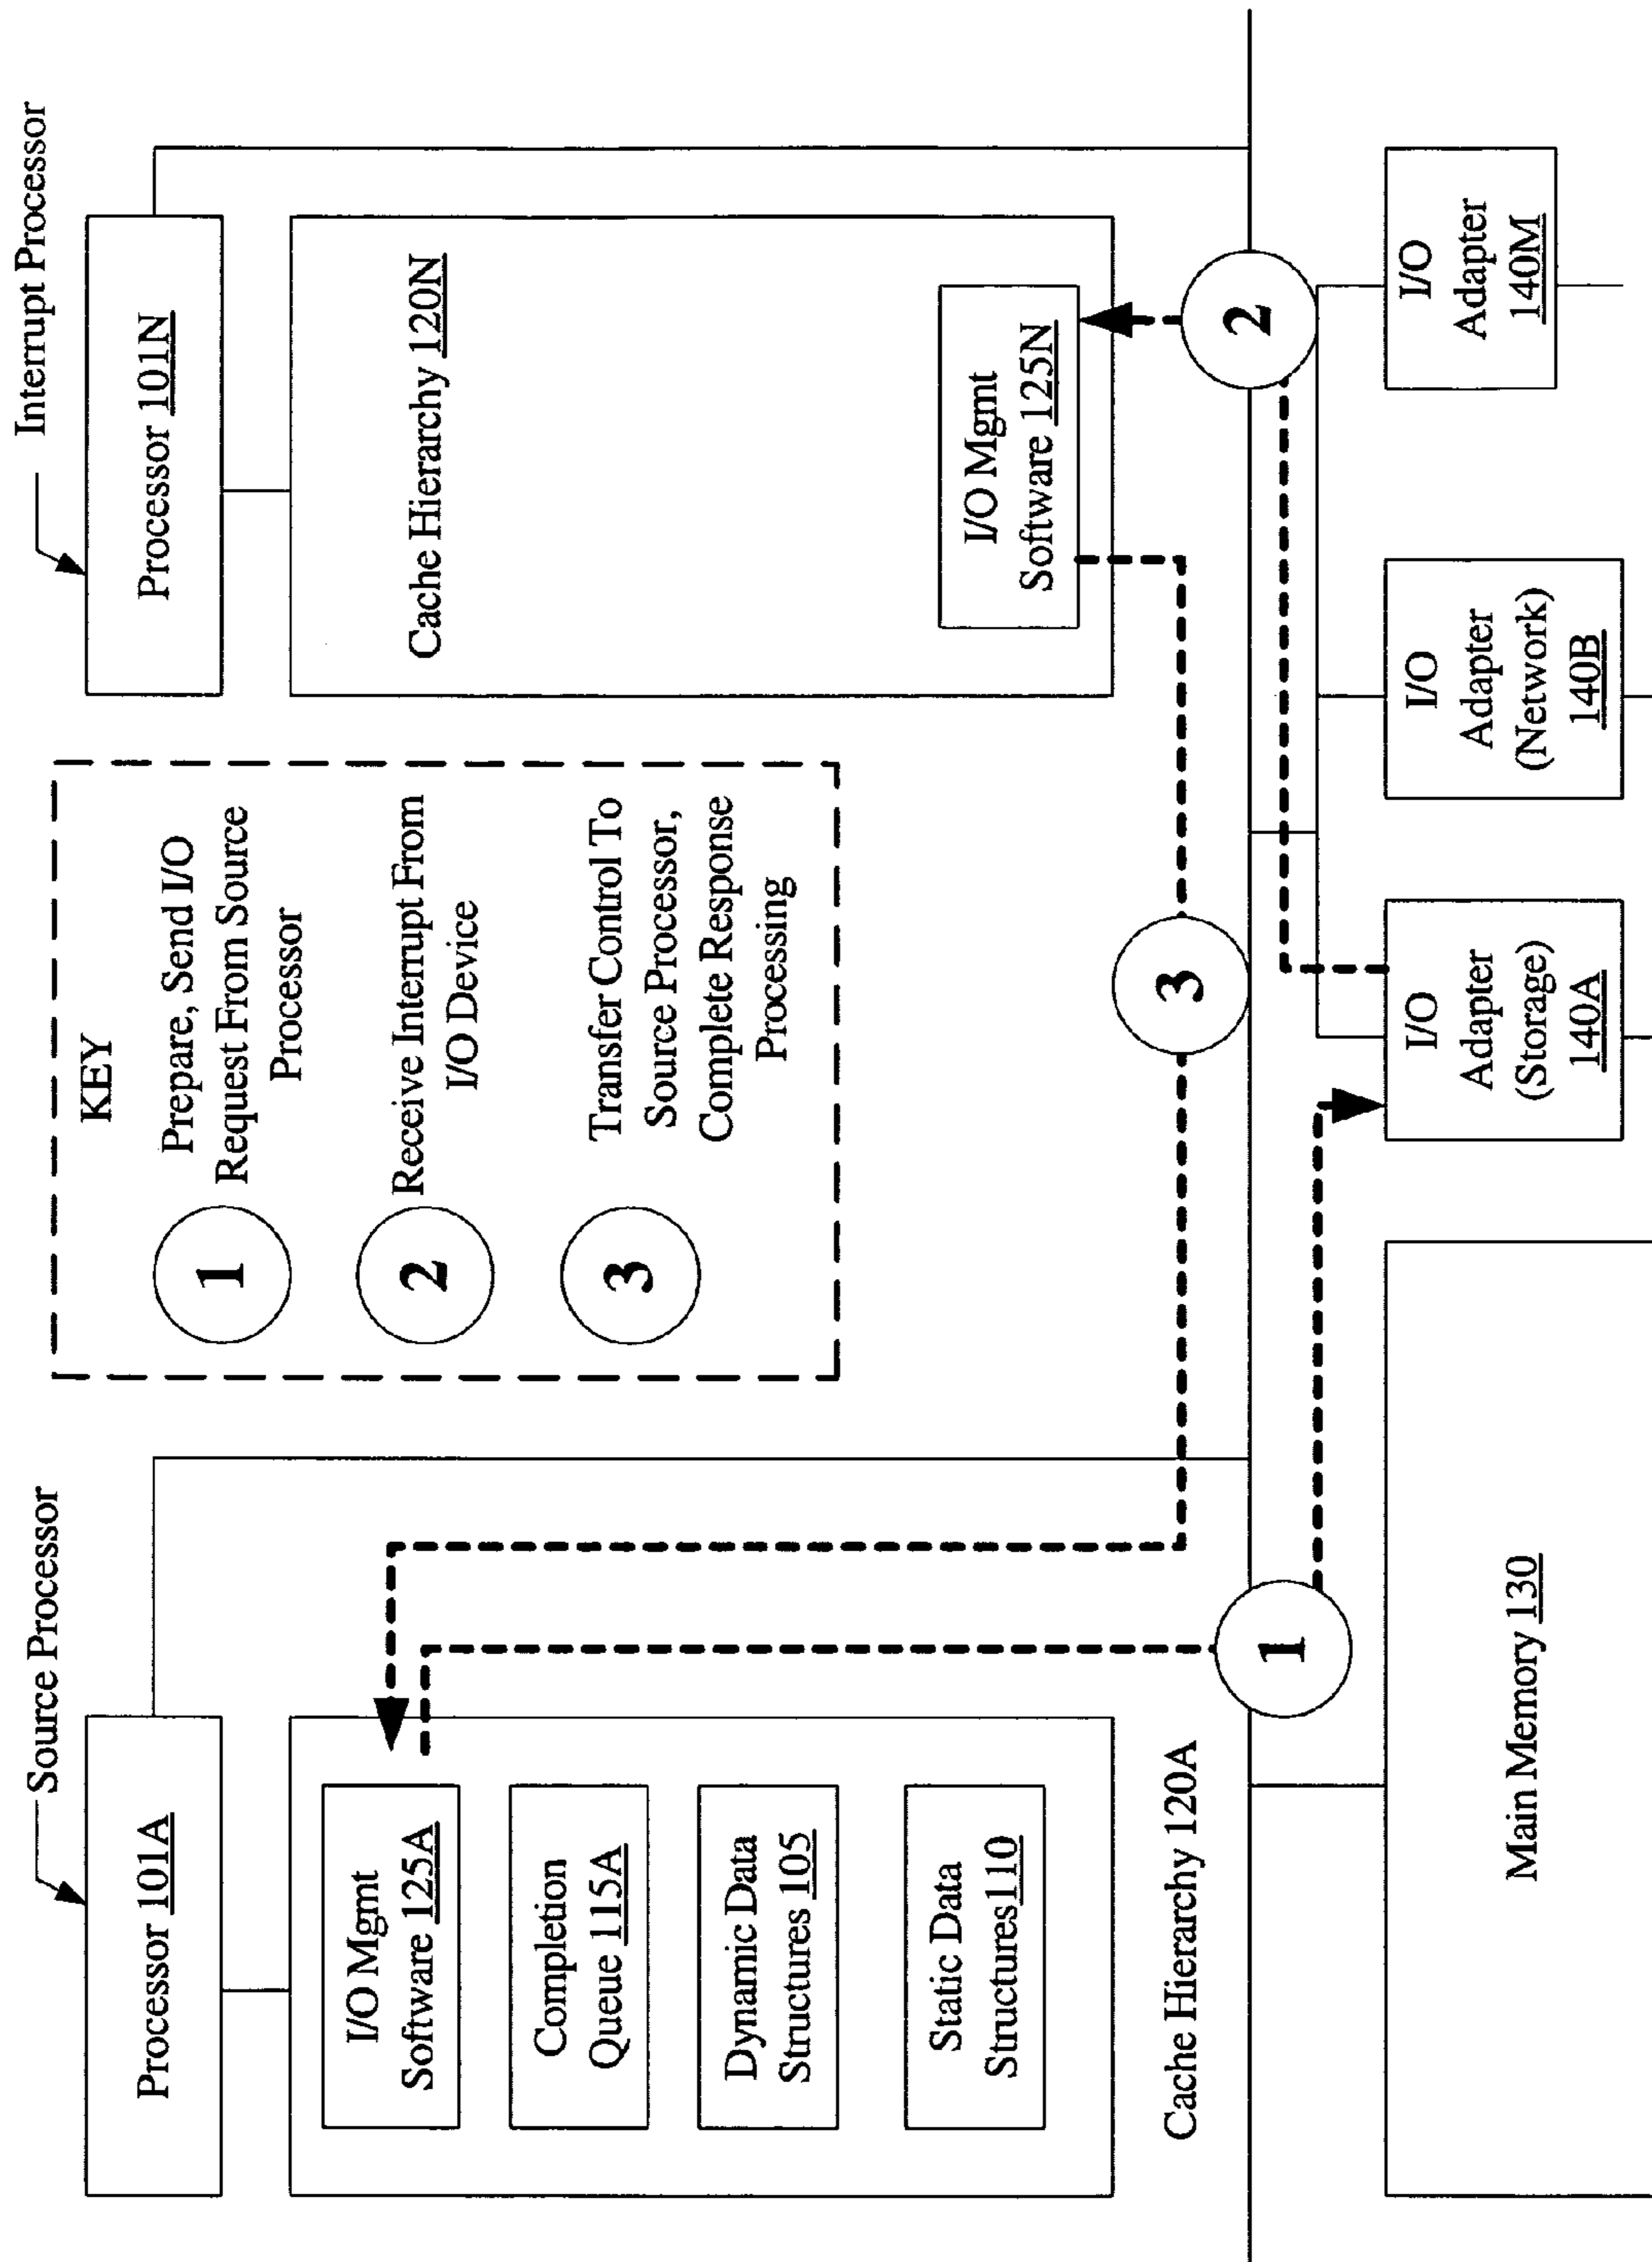 Source Processor
Interrupt Processor
Processor 101A
Processor 101N
I/O Mgmt
Software 125A
Completion
Queue 115A
Dynamic Data
Structures 105
Static Data
Structures110
Cache Hierarchy 120A
KEY
1
Prepare, Send I/O
Request From Source
Processor
2
Receive Interrupt From
I/O Device
3
Transfer Control To
Source Processor,
Complete Response
Processing
Cache Hierarchy 120N
I/O Mgmt
Software 125N
1
3
2
Main Memory 130
I/O
Adapter
(Storage)
140A
I/O
Adapter
(Network)
140B
I/O
Adapter
140M